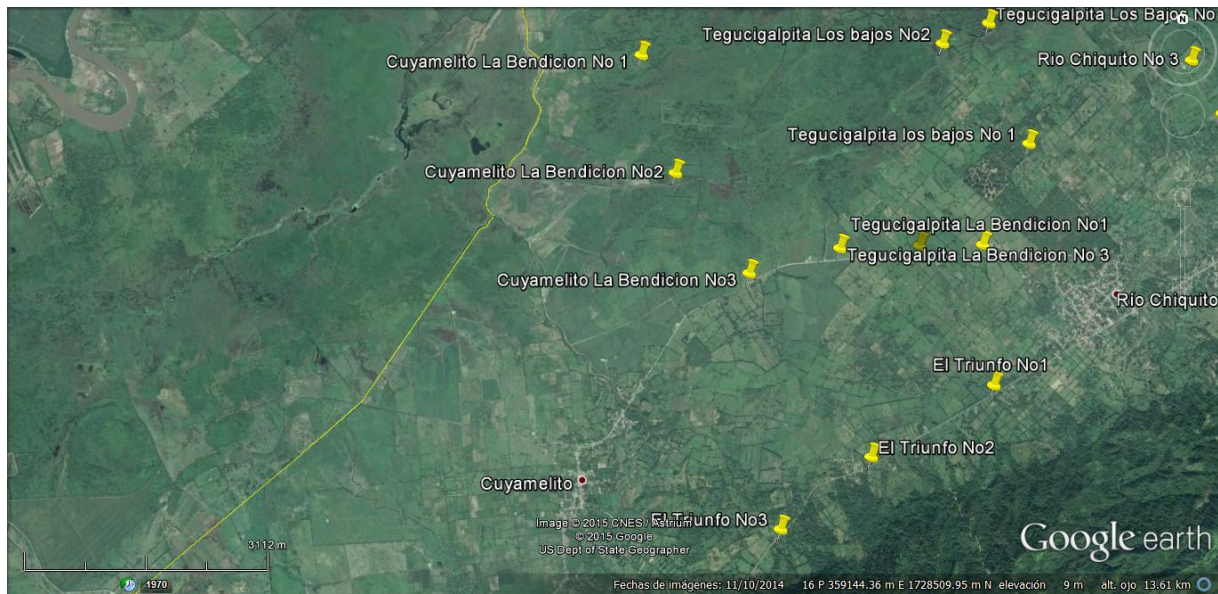 Tegucigalpita Los Bajos No
Tegucigalpita Los bajos No2
Cuyamelito La Bendicion No 1
Rio Chiquito No 3
N
Tegucigalpita los bajos No 1
Cuyamelito La Bendicion No2
Tegucigalpita La Bendicion No1
Tegucigalpita La Bendicion No 3
Cuyamelito La Bendicion No3
Río Chiquito
El Triunfo No1
El Triunfo No2
Cuyamelito
El Triunfo No3
Image © 2015 CNES / Astrium
© 2015 Google
US Dept of State Geographer
Google earth
3112 m
1970
Fechas de imágenes: 11/10/2014 16 P 359144.36 m E 1728509.95 m N elevación 9 m alt. ojo 13.61 km